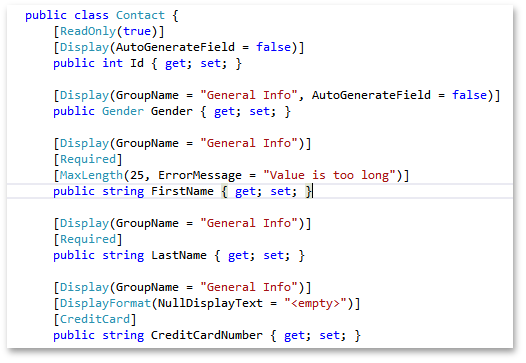 public class Contact {
[ReadOnly(true)]
[Display(AutoGenerateField = false)]
public int Id { get; set; }
[Display(GroupName = "General Info", AutoGenerateField = false)]
public Gender Gender { get; set; }
[Display(GroupName = "General Info")]
[Required]
[MaxLength(25, ErrorMessage = "Value is too long")]
public string FirstName { get; set; }
[Display(GroupName = "General Info")]
[Required]
public string LastName { get; set; }
[Display(GroupName = "General Info")]
[DisplayFormat(NullDisplayText = "<empty>")]
[CreditCard]
public string CreditCardNumber { get; set; }